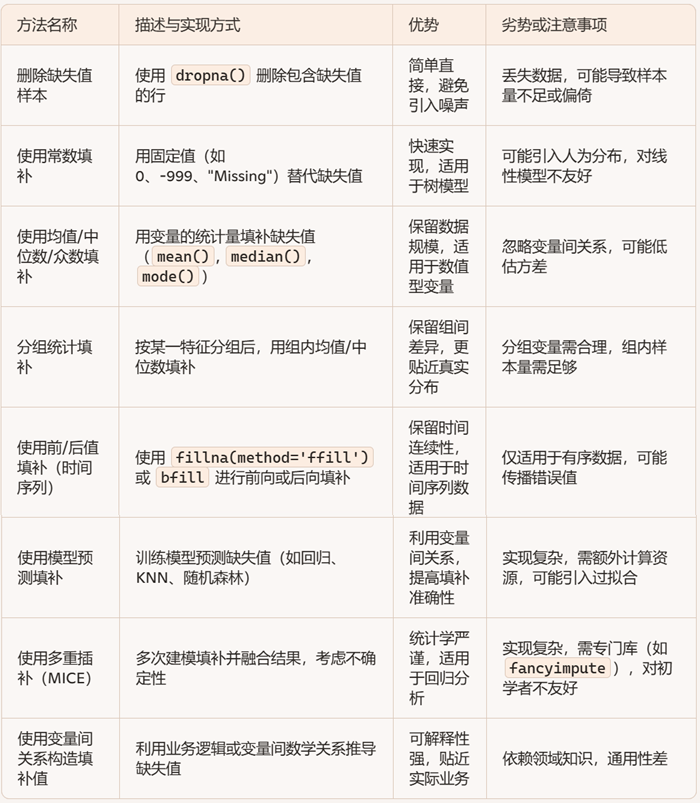 方法名称
描述与实现方式
优势
劣势或注意事项
删除缺失值
样本
使用 dropna() 删除包含缺失值
的行
简单直
接，避免
引入噪声
丢失数据，可能导致样本
量不足或偏倚
使用常数填
补
用固定值（如
0、-999、"Missing"）替代缺失值
快速实
现，适用
于树模型
可能引入人为分布，对线
性模型不友好
使用均值/中
位数/众数填
补
用变量的统计量填补缺失值
（mean()，median()，
mode()）
保留数据
规模，适
用于数值
型变量
忽略变量间关系，可能低
估方差
分组统计填
补
按某一特征分组后，用组内均值/中
位数填补
保留组间
差异，更
贴近真实
分布
分组变量需合理，组内样
本量需足够
使用前/后值
填补（时间
序列）
使用 fillna(method='ffill')
或 bfill 进行前向或后向填补
保留时间
连续性，
适用于时
间序列数
据
仅适用于有序数据，可能
传播错误值
使用模型预
测填补
训练模型预测缺失值（如回归、
KNN、随机森林）
利用变量
间关系，
提高填补
准确性
实现复杂，需额外计算资
源，可能引入过拟合
使用多重插
补（MICE）
多次建模填补并融合结果，考虑不确
定性
统计学严
谨，适用
于回归分
析
实现复杂，需专门库（如
fancyimpute），对初
学者不友好
使用变量间
关系构造填
补值
利用业务逻辑或变量间数学关系推导
缺失值
可解释性
强，贴近
实际业务
依赖领域知识，通用性差